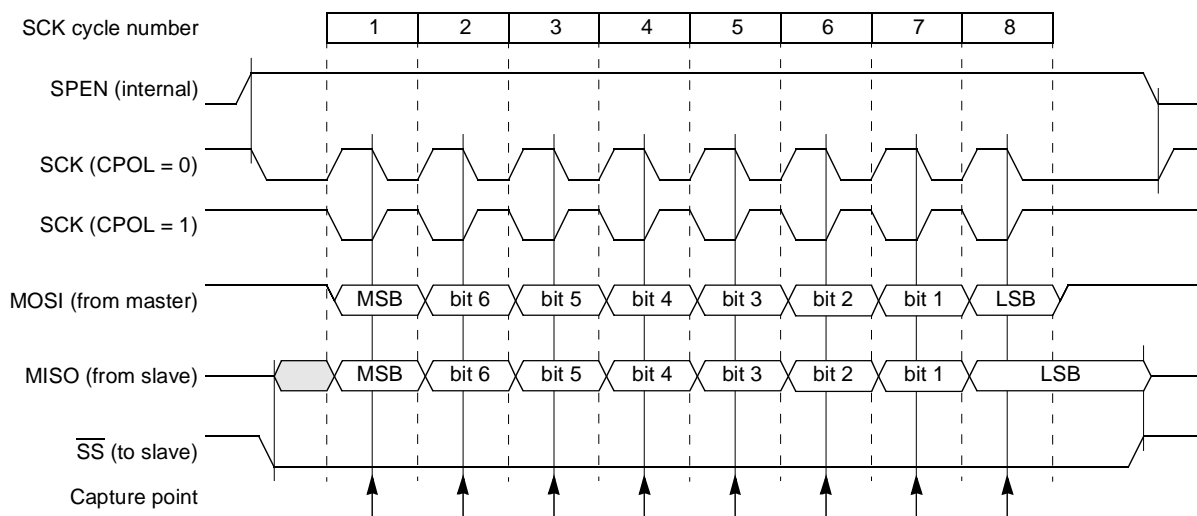 SCK cycle number 1 2 3 4 5 6 7 8
SPEN (internal)
SCK (CPOL = 0)
SCK (CPOL = 1)
MOSI (from master) MSB bit 6 bit 5 bit 4 bit 3 bit 2 bit 1 LSB
MISO (from slave) MSB bit 6 bit 5 bit 4 bit 3 bit 2 bit 1 LSB
SS (to slave)
Capture point